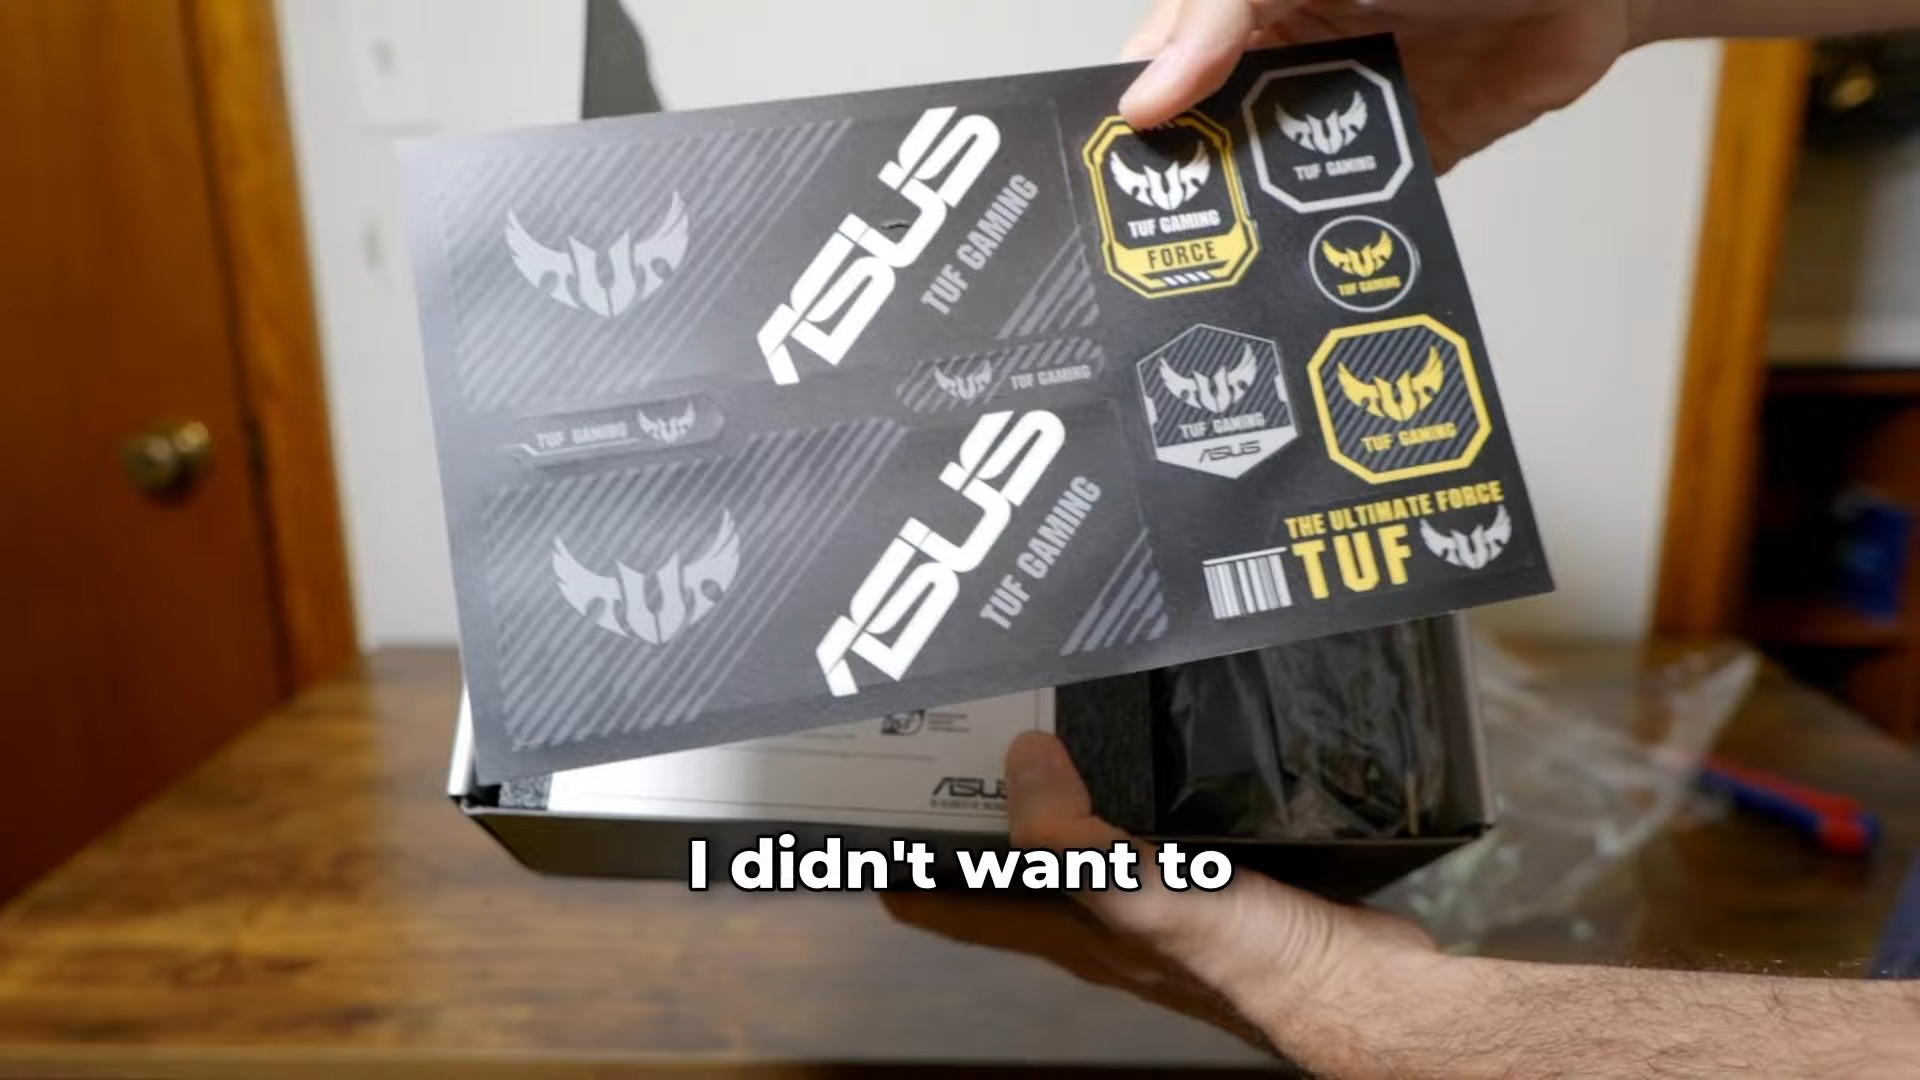 ASUS
TUF GAMING
TUF GAMING
FORCE
TUF GAMING
TUF GAMING
TUF GAMING
TUF GAMING
TUF GAMING
ASUS
TUF GAMING
ASUS
TUF GAMING
THE ULTIMATE FORCE
TUF
ASUS
I didn't want to